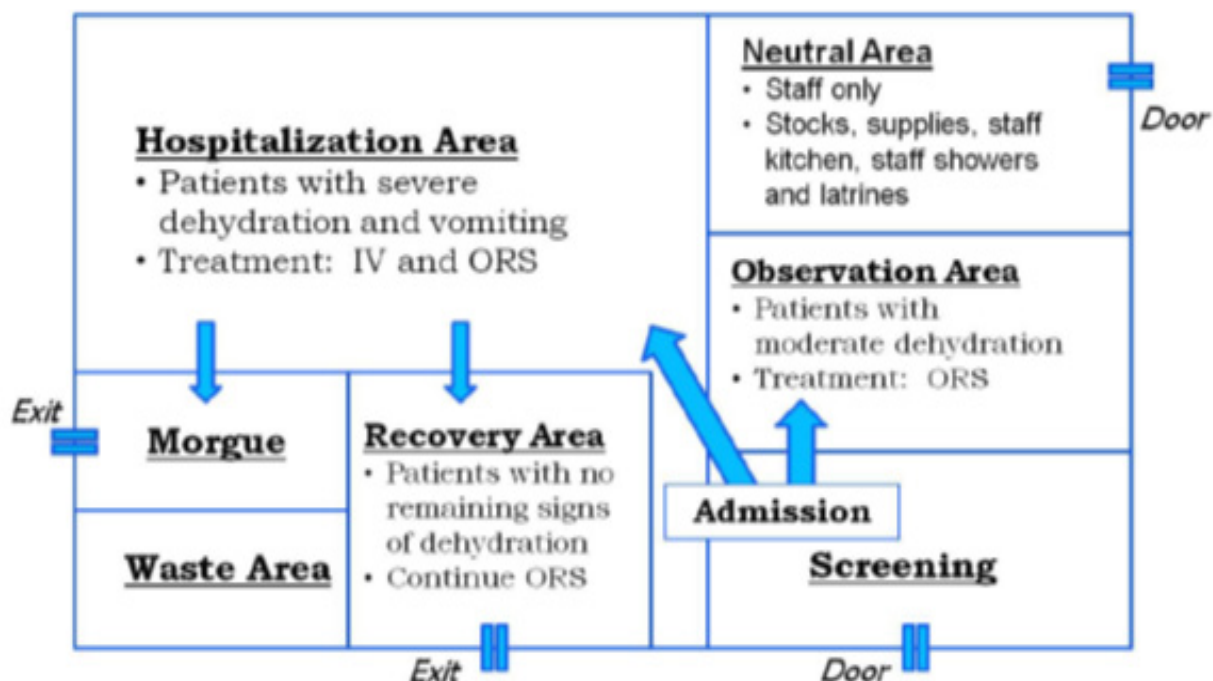 Neutral Area
• Staff only
• Stocks, supplies, staff
kitchen, staff showers
and latrines
Door
Hospitalization Area
• Patients with severe
dehydration and vomiting
• Treatment: IV and ORS
Observation Area
• Patients with
moderate dehydration
• Treatment: ORS
Exit
Morgue
Recovery Area
• Patients with no
remaining signs
of dehydration
• Continue ORS
Admission
Waste Area
Screening
Exit
Door